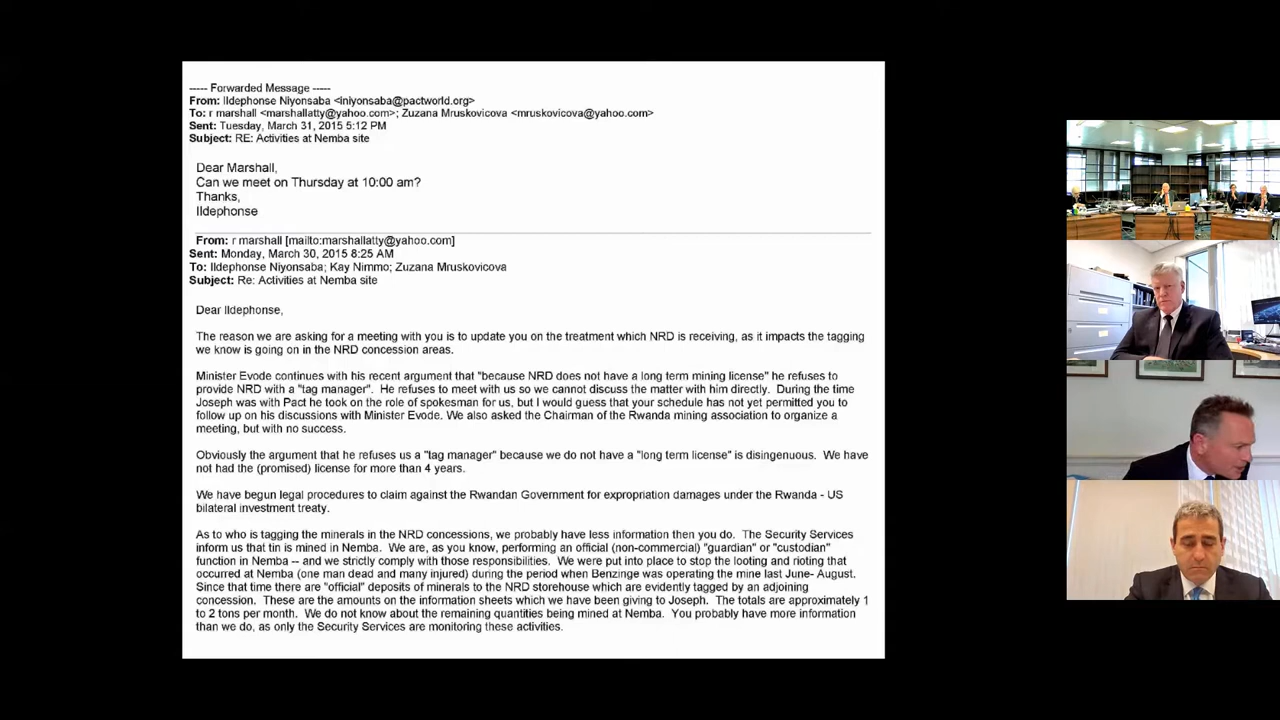 ----- Forwarded Message -----
From: Ildephonse Niyonsaba <iniyonsaba@pactworld.org>
To: r marshall <marshallatty@yahoo.com>; Zuzana Mruskovicova <mruskovicova@yahoo.com>
Sent: Tuesday, March 31, 2015 5:12 PM
Subject: RE: Activities at Nemba site
Dear Marshall,
Can we meet on Thursday at 10:00 am?
Thanks,
Ildephonse
From: r marshall [mailto:marshallatty@yahoo.com]
Sent: Monday, March 30, 2015 8:25 AM
To: Ildephonse Niyonsaba; Kay Nimmo; Zuzana Mruskovicova
Subject: Re: Activities at Nemba site
Dear Ildephonse,
The reason we are asking for a meeting with you is to update you on the treatment which NRD is receiving, as it impacts the tagging
we know is going on in the NRD concession areas.
Minister Evode continues with his recent argument that "because NRD does not have a long term mining license" he refuses to
provide NRD with a "tag manager". He refuses to meet with us so we cannot discuss the matter with him directly. During the time
Joseph was with Pact he took on the role of spokesman for us, but I would guess that your schedule has not yet permitted you to
follow up on his discussions with Minister Evode. We also asked the Chairman of the Rwanda mining association to organize a
meeting, but with no success.
Obviously the argument that he refuses us a "tag manager" because we do not have a "long term license" is disingenuous. We have
not had the (promised) license for more than 4 years.
We have begun legal procedures to claim against the Rwandan Government for expropriation damages under the Rwanda - US
bilateral investment treaty.
As to who is tagging the minerals in the NRD concessions, we probably have less information then you do. The Security Services
inform us that tin is mined in Nemba. We are, as you know, performing an official (non-commercial) "guardian" or "custodian"
function in Nemba -- and we strictly comply with those responsibilities. We were put into place to stop the looting and rioting that
occurred at Nemba (one man dead and many injured) during the period when Benzinge was operating the mine last June- August.
Since that time there are "official" deposits of minerals to the NRD storehouse which are evidently tagged by an adjoining
concession. These are the amounts on the information sheets which we have been giving to Joseph. The totals are approximately 1
to 2 tons per month. We do not know about the remaining quantities being mined at Nemba. You probably have more information
than we do, as only the Security Services are monitoring these activities.